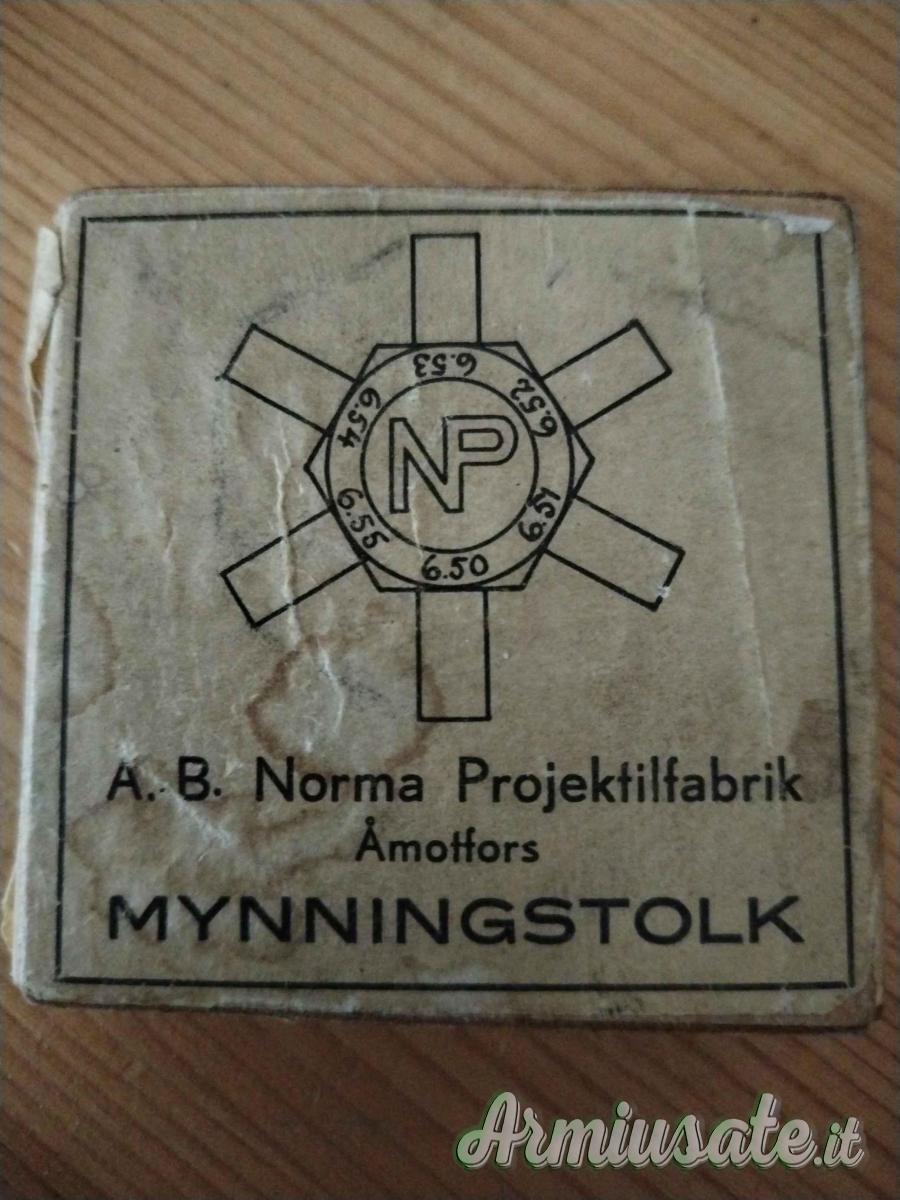 6.53
6.52
6.54
NP
6.55
6.51
6.50
A. B. Norma Projektilfabrik
Åmotfors
MYNNINGSTOLK
Armiusate.it